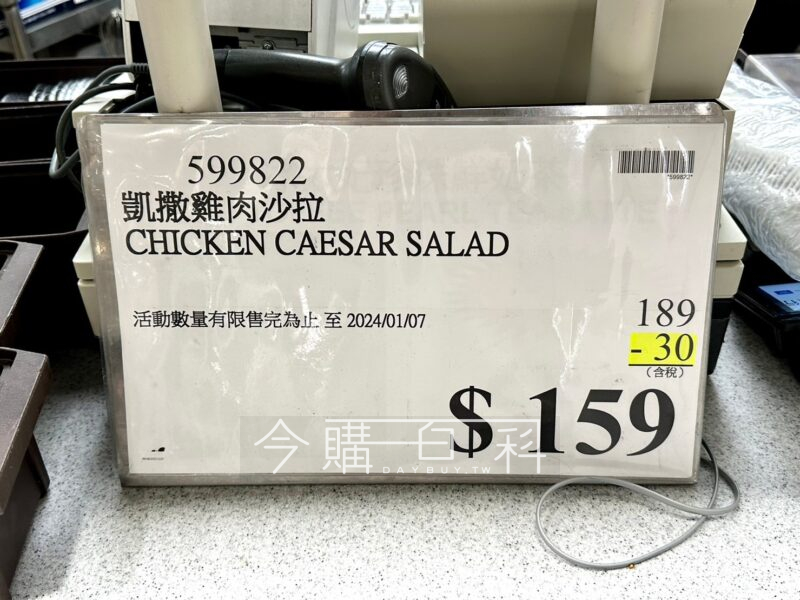 599822
凱撒雞肉沙拉
CHICKEN CAESAR SALAD
*599822*
活動數量有限售完為止 至 2024/01/07
189
- 30
(含稅)
$ 159
今購百科
DAYBUY.TW